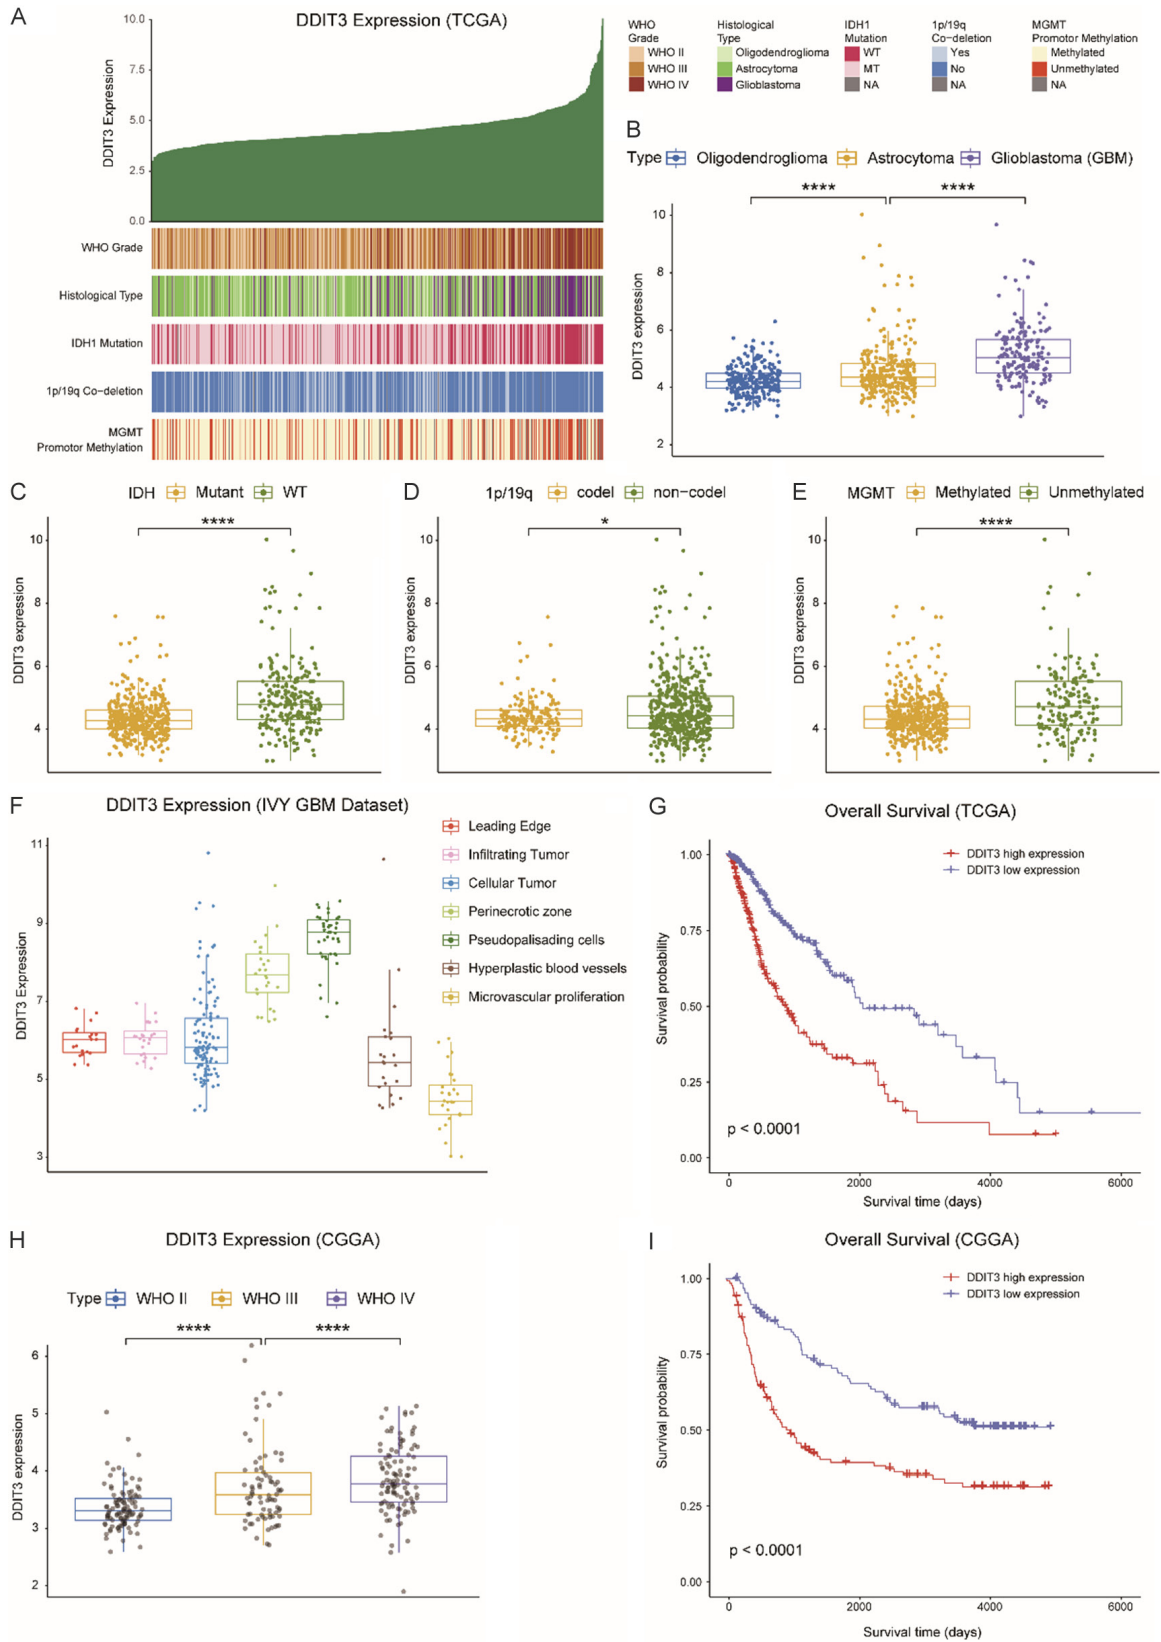 A
DDIT3 Expression (TCGA)
DDIT3 Expression
10.0
7.5
5.0
2.5
0.0
WHO Grade
Histological Type
IDH1 Mutation
1p/19q Co-deletion
MGMT
Promotor Methylation
WHO
Grade
WHO II
WHO III
WHO IV
Histological
Type
Oligodendroglioma
Astrocytoma
Glioblastoma
IDH1
Mutation
WT
MT
NA
1p/19q
Co-deletion
Yes
No
NA
MGMT
Promotor Methylation
Methylated
Unmethylated
NA
B
Type Oligodendroglioma Astrocytoma Glioblastoma (GBM)
**** ****
DDIT3 expression
10
8
6
4
2
C
IDH Mutant WT
****
DDIT3 expression
10
8
6
4
D
1p/19q codel non-codel
*
DDIT3 expression
10
8
6
4
E
MGMT Methylated Unmethylated
****
DDIT3 expression
10
8
6
4
F
DDIT3 Expression (IVY GBM Dataset)
DDIT3 Expression
11
9
7
5
3
Leading Edge
Infiltrating Tumor
Cellular Tumor
Perinecrotic zone
Pseudopalisading cells
Hyperplastic blood vessels
Microvascular proliferation
G
Overall Survival (TCGA)
DDIT3 high expression
DDIT3 low expression
Survival probability
1.00
0.75
0.50
0.25
0.00
p < 0.0001
0 2000 4000 6000
Survival time (days)
H
DDIT3 Expression (CGGA)
Type WHO II WHO III WHO IV
**** ****
DDIT3 expression
6
5
4
3
2
I
Overall Survival (CGGA)
DDIT3 high expression
DDIT3 low expression
Survival probability
1.00
0.75
0.50
0.25
0.00
p < 0.0001
0 2000 4000 6000
Survival time (days)